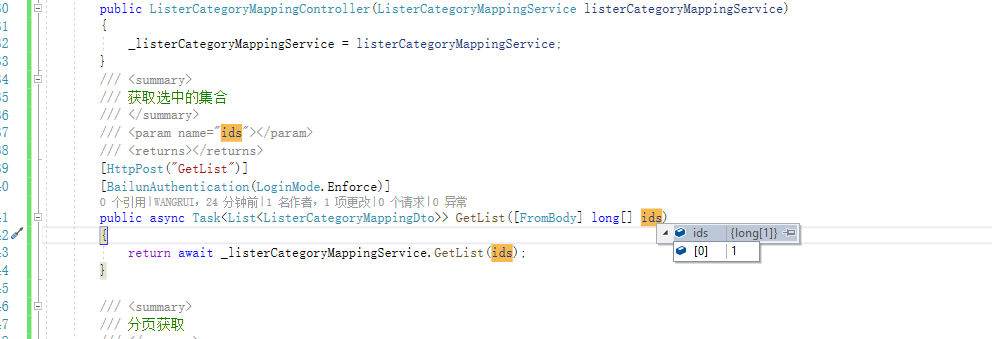 public ListerCategoryMappingController(ListerCategoryMappingService listerCategoryMappingService)
31 {
32 _listerCategoryMappingService = listerCategoryMappingService;
33 }
34 /// <summary>
35 /// 获取选中的集合
36 /// </summary>
37 /// <param name="ids"></param>
38 /// <returns></returns>
39 [HttpPost("GetList")]
40 [BailunAuthentication(LoginMode.Enforce)]
0 个引用|WANGRUI，24 分钟前|1 名作者，1 项更改|0 个请求|0 异常
41 public async Task<List<ListerCategoryMappingDto>> GetList([FromBody] long[] ids)
42 {
ids {long[1]}
[0] 1
43 return await _listerCategoryMappingService.GetList(ids);
44 }
45
46 /// <summary>
47 /// 分页获取